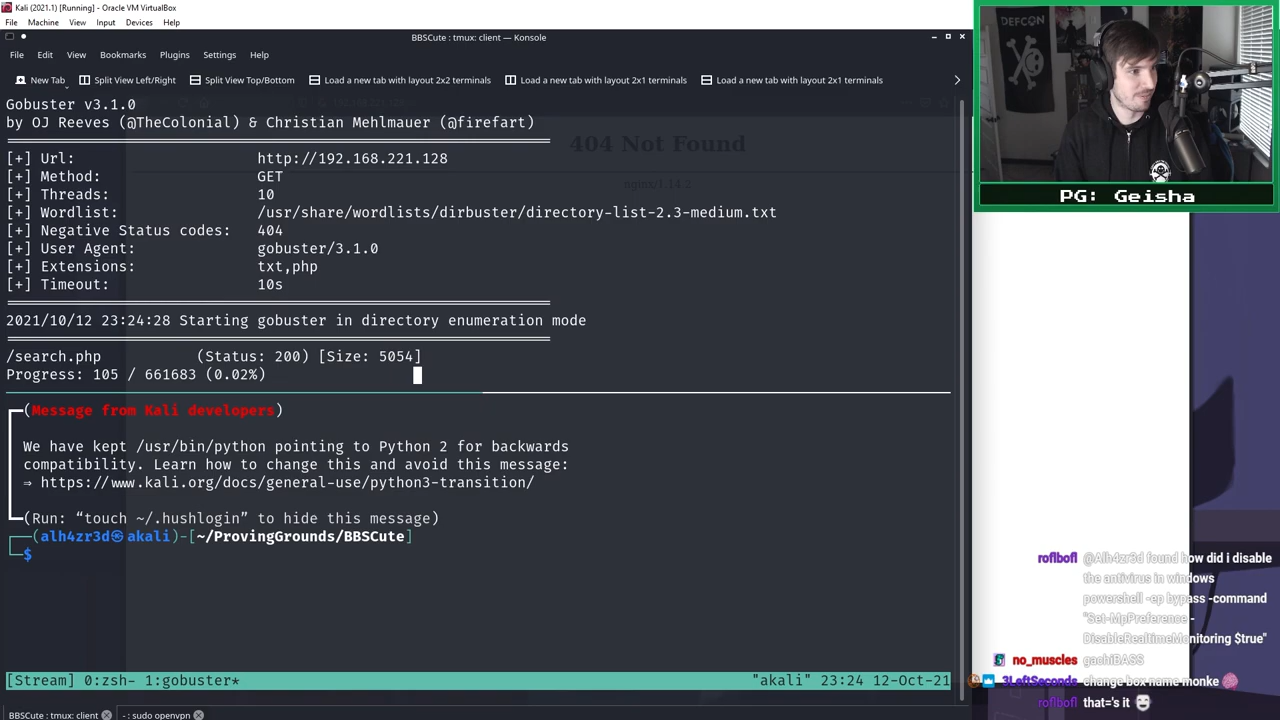 Kali (2021.1) [Running] - Oracle VM VirtualBox
File Machine View Input Devices Help
BBSCute : tmux: client — Konsole
File Edit View Bookmarks Plugins Settings Help
New Tab Split View Left/Right Split View Top/Bottom Load a new tab with layout 2x2 terminals Load a new tab with layout 2x1 terminals Load a new tab with layout 2x1 terminals
Gobuster v3.1.0
by OJ Reeves (@TheColonial) & Christian Mehlmauer (@firefart)
404 Not Found
nginx/1.14.2
[+] Url: http://192.168.221.128
[+] Method: GET
[+] Threads: 10
[+] Wordlist: /usr/share/wordlists/dirbuster/directory-list-2.3-medium.txt
[+] Negative Status codes: 404
[+] User Agent: gobuster/3.1.0
[+] Extensions: txt,php
[+] Timeout: 10s
2021/10/12 23:24:28 Starting gobuster in directory enumeration mode
/search.php (Status: 200) [Size: 5054]
Progress: 105 / 661683 (0.02%)
(Message from Kali developers)
We have kept /usr/bin/python pointing to Python 2 for backwards
compatibility. Learn how to change this and avoid this message:
⇒ https://www.kali.org/docs/general-use/python3-transition/
(Run: “touch ~/.hushlogin” to hide this message)
(alh4zr3d㉿akali)-[~/ProvingGrounds/BBSCute]
$
[Stream] 0:zsh- 1:gobuster* "akali" 23:24 12-Oct-21
BBSCute : tmux: client - : sudo openvpn
DEFCON
PG: Geisha
roflbofl @Alh4zr3d found how did i disable
the antivirus in windows
powershell -ep bypass -command
"Set-MpPreference -
DisableRealtimeMonitoring $true"
no_muscles gachiBASS
3LeftSeconds change box name monke
roflbofl that='s it